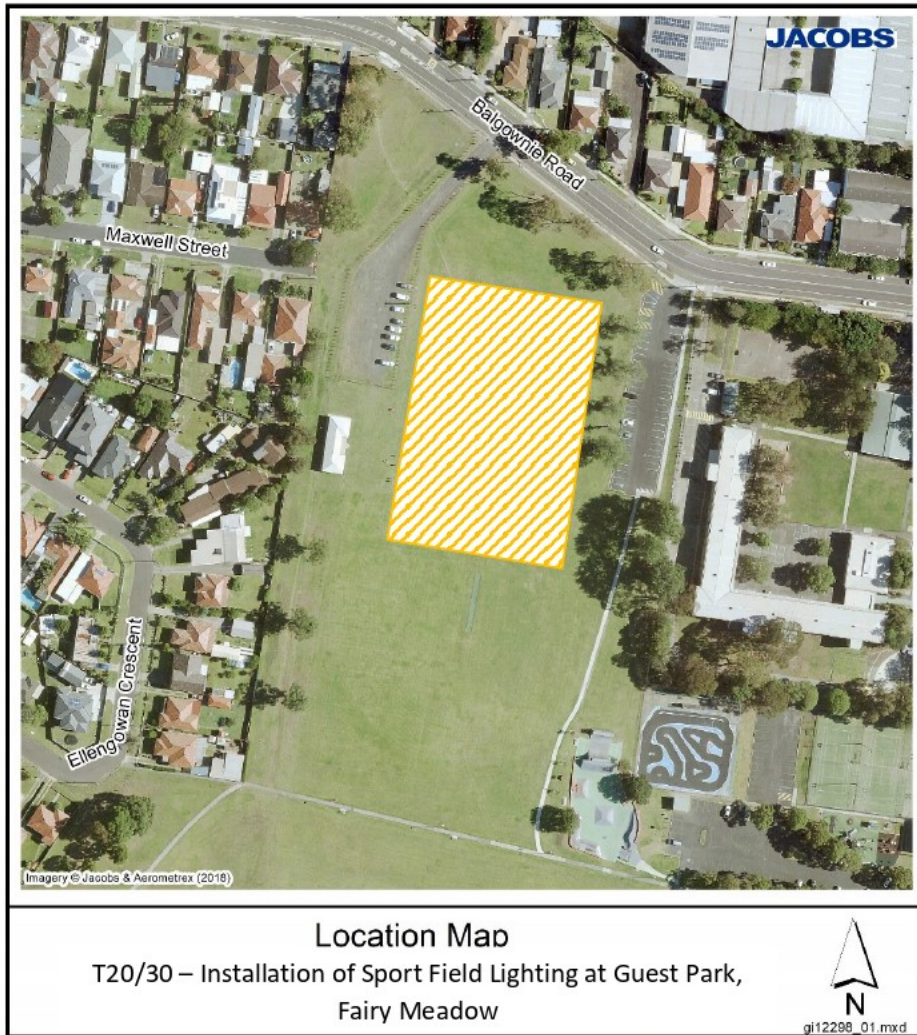 JACOBS
Balgownie Road
Maxwell Street
Ellengowan Crescent
Imagery © Jacobs & Aerometrex (2018)
Location Map
T20/30 – Installation of Sport Field Lighting at Guest Park,
Fairy Meadow
N
gi12298_01.mxd